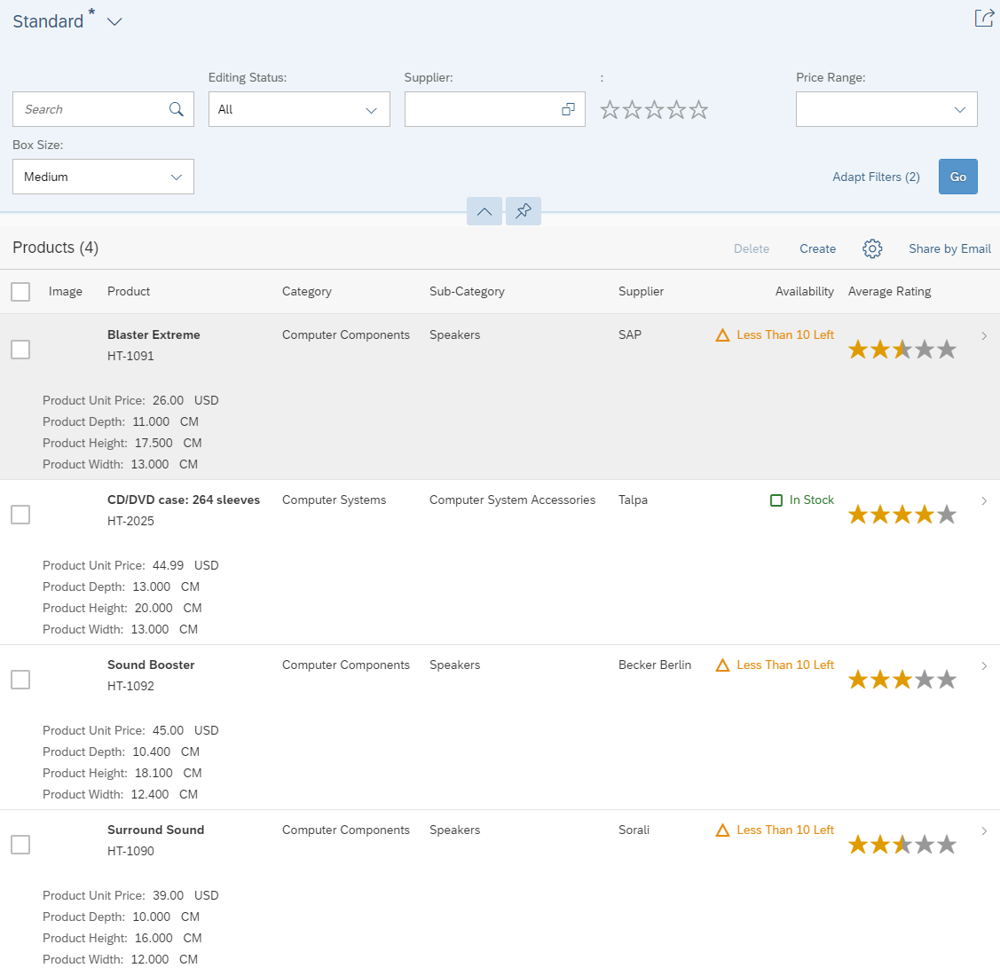 Standard *
Editing Status:
Supplier:
:
Price Range:
Search
All
Box Size:
Medium
Adapt Filters (2)
Go
Products (4)
Delete
Create
Share by Email
Image
Product
Category
Sub-Category
Supplier
Availability
Average Rating
Blaster Extreme
Computer Components
Speakers
SAP
Less Than 10 Left
HT-1091
Product Unit Price: 26.00 USD
Product Depth: 11.000 CM
Product Height: 17.500 CM
Product Width: 13.000 CM
CD/DVD case: 264 sleeves
Computer Systems
Computer System Accessories
Talpa
In Stock
HT-2025
Product Unit Price: 44.99 USD
Product Depth: 13.000 CM
Product Height: 20.000 CM
Product Width: 13.000 CM
Sound Booster
Computer Components
Speakers
Becker Berlin
Less Than 10 Left
HT-1092
Product Unit Price: 45.00 USD
Product Depth: 10.400 CM
Product Height: 18.100 CM
Product Width: 12.400 CM
Surround Sound
Computer Components
Speakers
Sorali
Less Than 10 Left
HT-1090
Product Unit Price: 39.00 USD
Product Depth: 10.000 CM
Product Height: 16.000 CM
Product Width: 12.000 CM